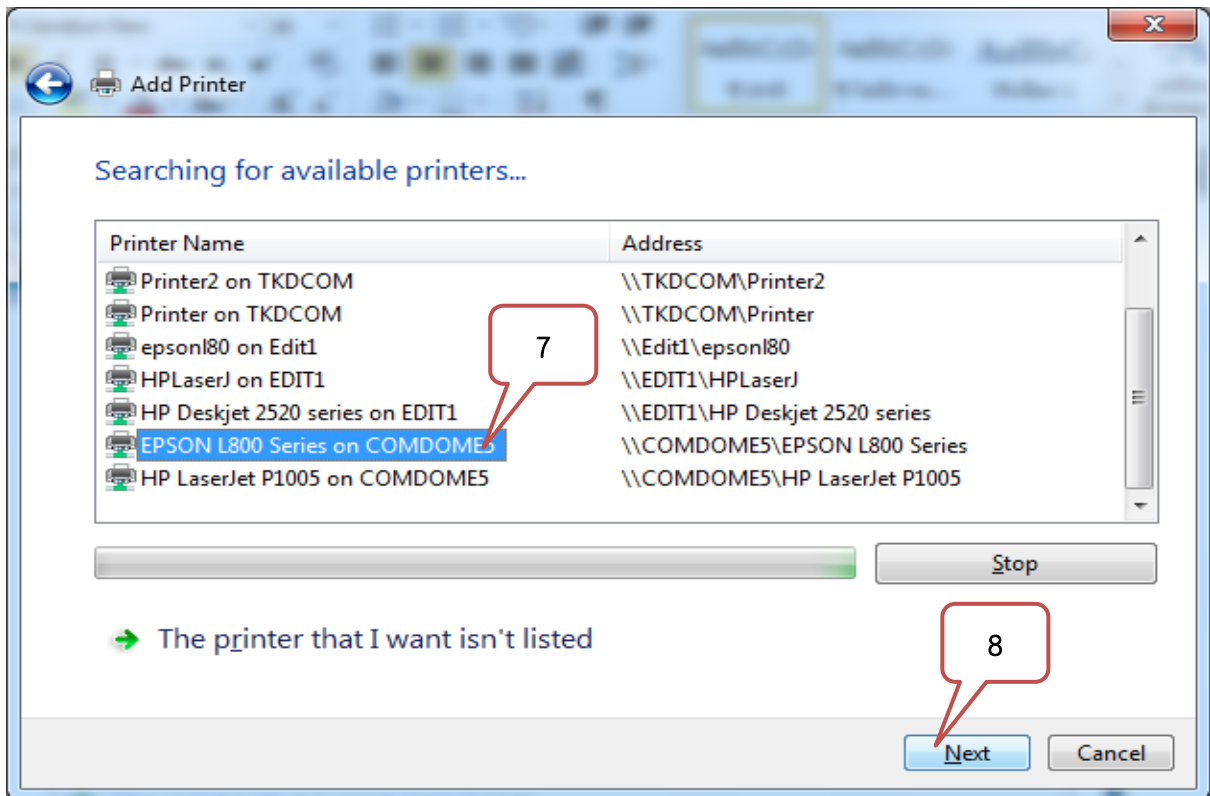 Add Printer
Searching for available printers...
Printer Name Address
Printer2 on TKDCOM \\TKDCOM\Printer2
Printer on TKDCOM \\TKDCOM\Printer
epsonl80 on Edit1 \\Edit1\epsonl80
HPLaserJ on EDIT1 \\EDIT1\HPLaserJ
HP Deskjet 2520 series on EDIT1 \\EDIT1\HP Deskjet 2520 series
EPSON L800 Series on COMDOME5 \\COMDOME5\EPSON L800 Series
HP LaserJet P1005 on COMDOME5 \\COMDOME5\HP LaserJet P1005
7
Stop
The printer that I want isn't listed
8
Next Cancel